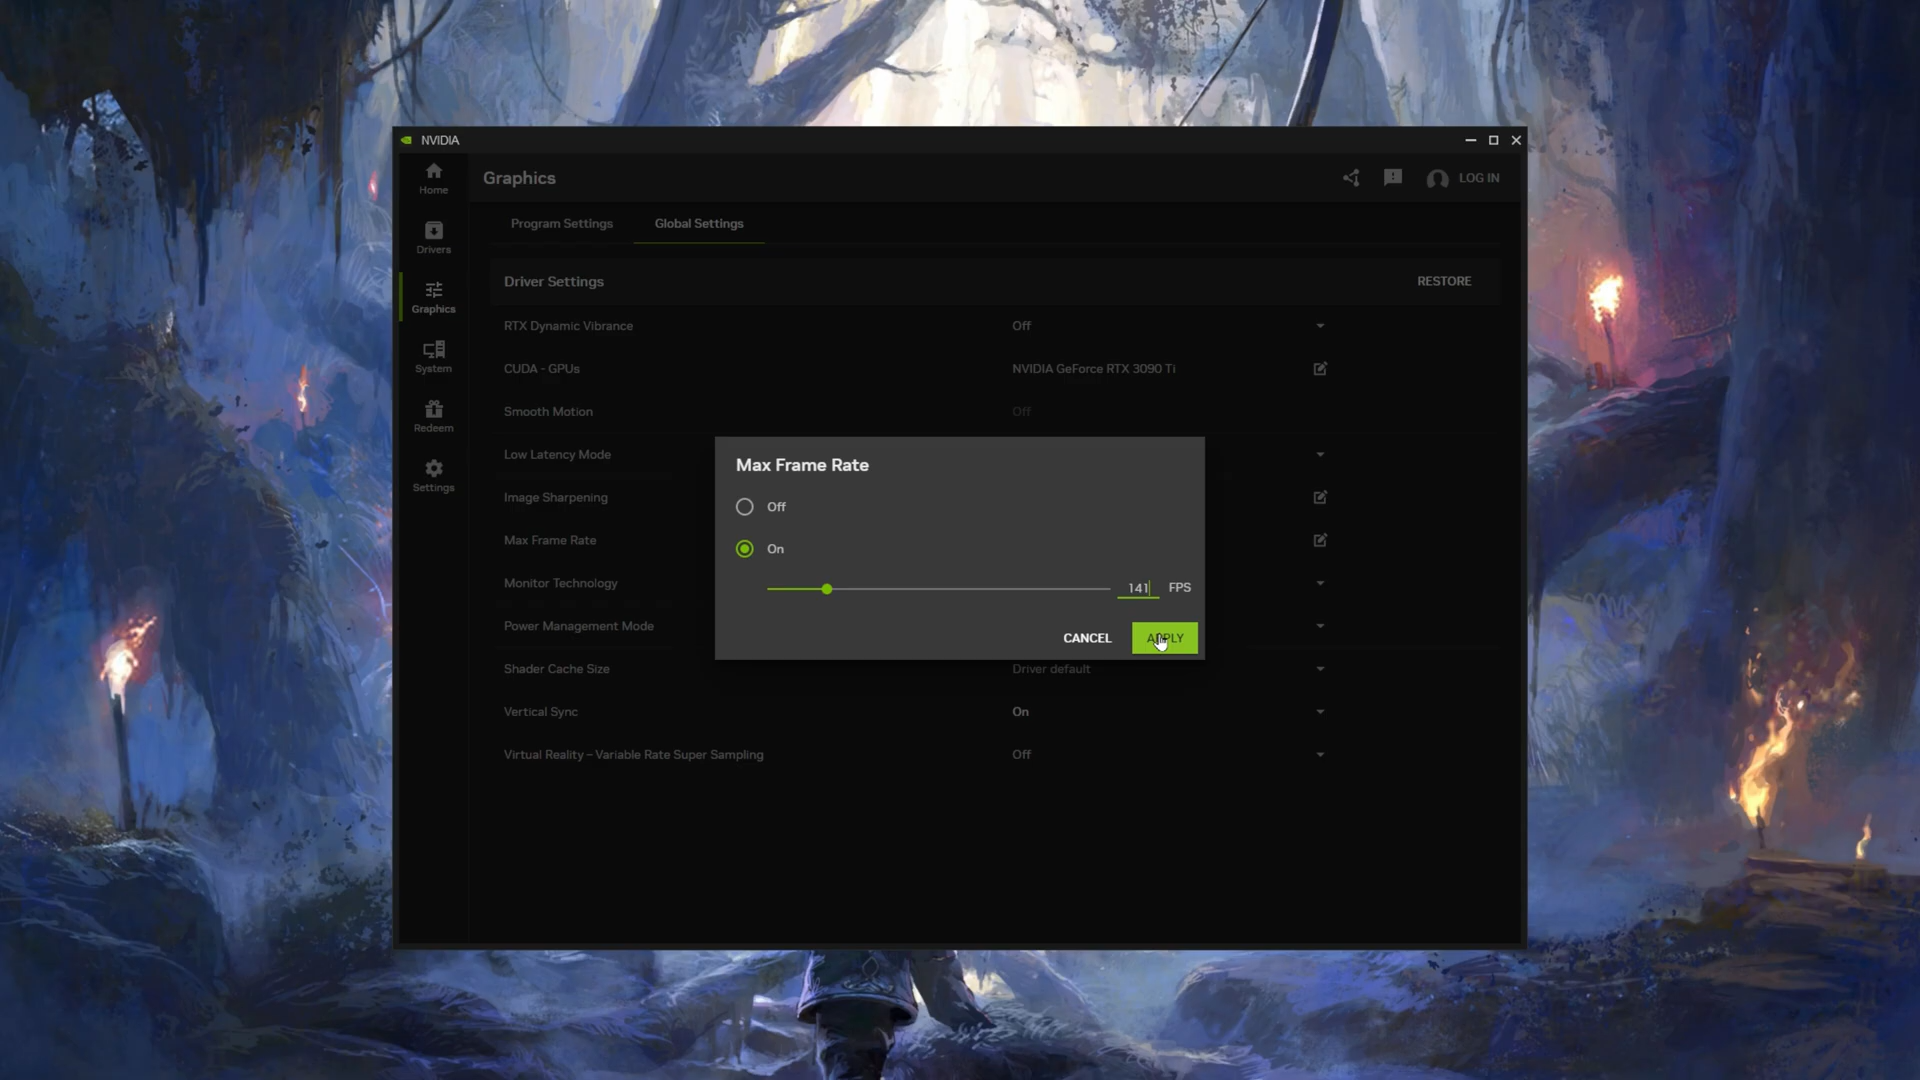 NVIDIA
Home
Graphics
LOG IN
Program Settings
Global Settings
Drivers
Driver Settings
RESTORE
Graphics
RTX Dynamic Vibrance
Off
CUDA - GPUs
NVIDIA GeForce RTX 3090 Ti
System
Smooth Motion
Off
Redeem
Low Latency Mode
Settings
Image Sharpening
Max Frame Rate
Monitor Technology
Power Management Mode
Max Frame Rate
Off
On
141 FPS
CANCEL
APPLY
Shader Cache Size
Driver default
Vertical Sync
On
Virtual Reality – Variable Rate Super Sampling
Off